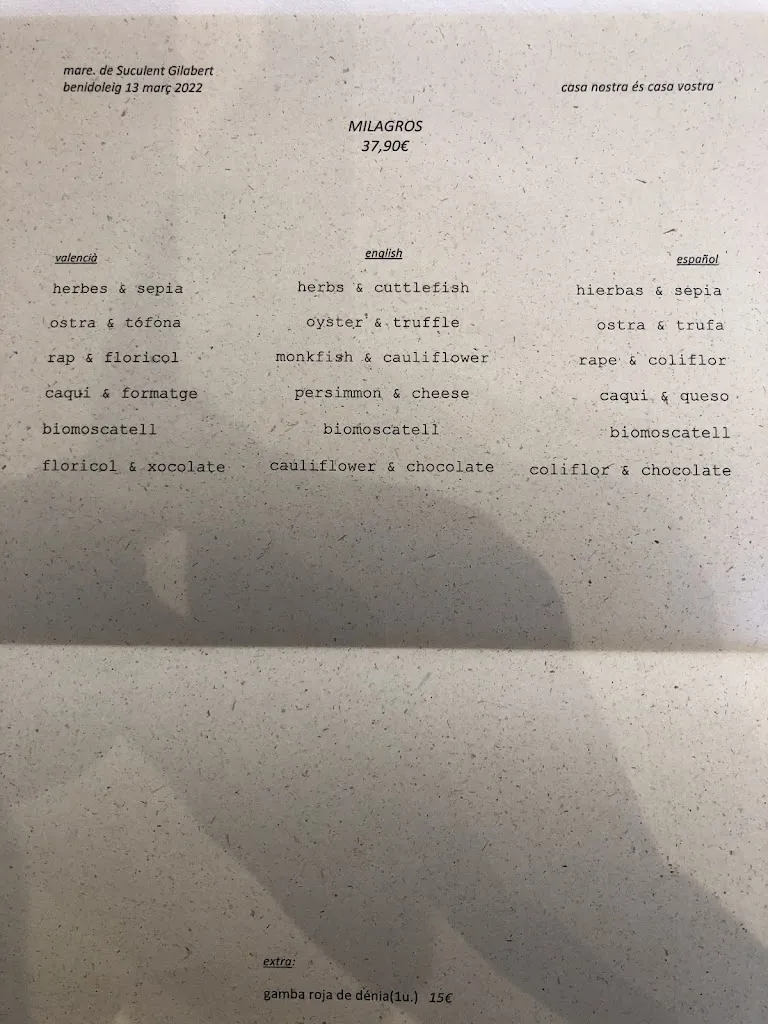 mare. de Suculent Gilabert
benidoleig 13 març 2022
casa nostra és casa vostra
MILAGROS
37,90€
valencià
herbes & sepia
ostra & tófona
rap & floricol
caqui & formatge
biomoscatell
floricol & xocolate
english
herbs & cuttlefish
oyster & truffle
monkfish & cauliflower
persimmon & cheese
biomoscatell
cauliflower & chocolate
español
hierbas & sepia
ostra & trufa
rape & coliflor
caqui & queso
biomoscatell
coliflor & chocolate
extra:
gamba roja de dénia(1u.) 15€